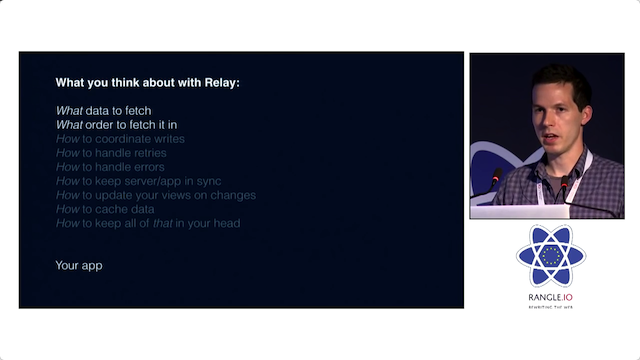 What you think about with Relay:
What data to fetch
What order to fetch it in
How to coordinate writes
How to handle retries
How to handle errors
How to keep server/app in sync
How to update your views on changes
How to cache data
How to keep all of that in your head
Your app
RANGLE.IO
REWRITING THE WEB